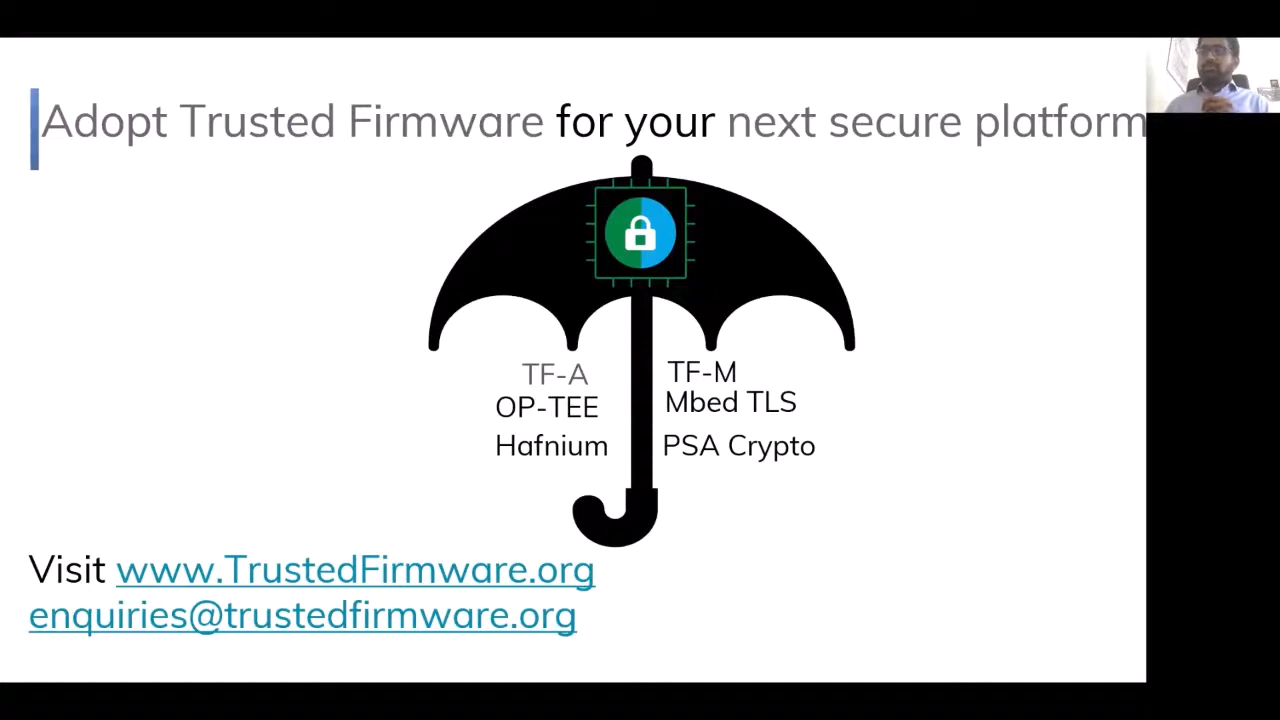 Adopt Trusted Firmware for your next secure platform
TF-A
TF-M
OP-TEE
Mbed TLS
Hafnium
PSA Crypto
Visit www.TrustedFirmware.org
enquiries@trustedfirmware.org